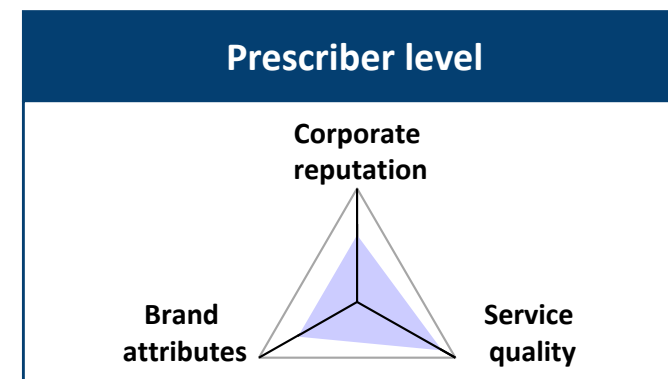 Prescriber level
Corporate
reputation
Brand
attributes
Service
quality